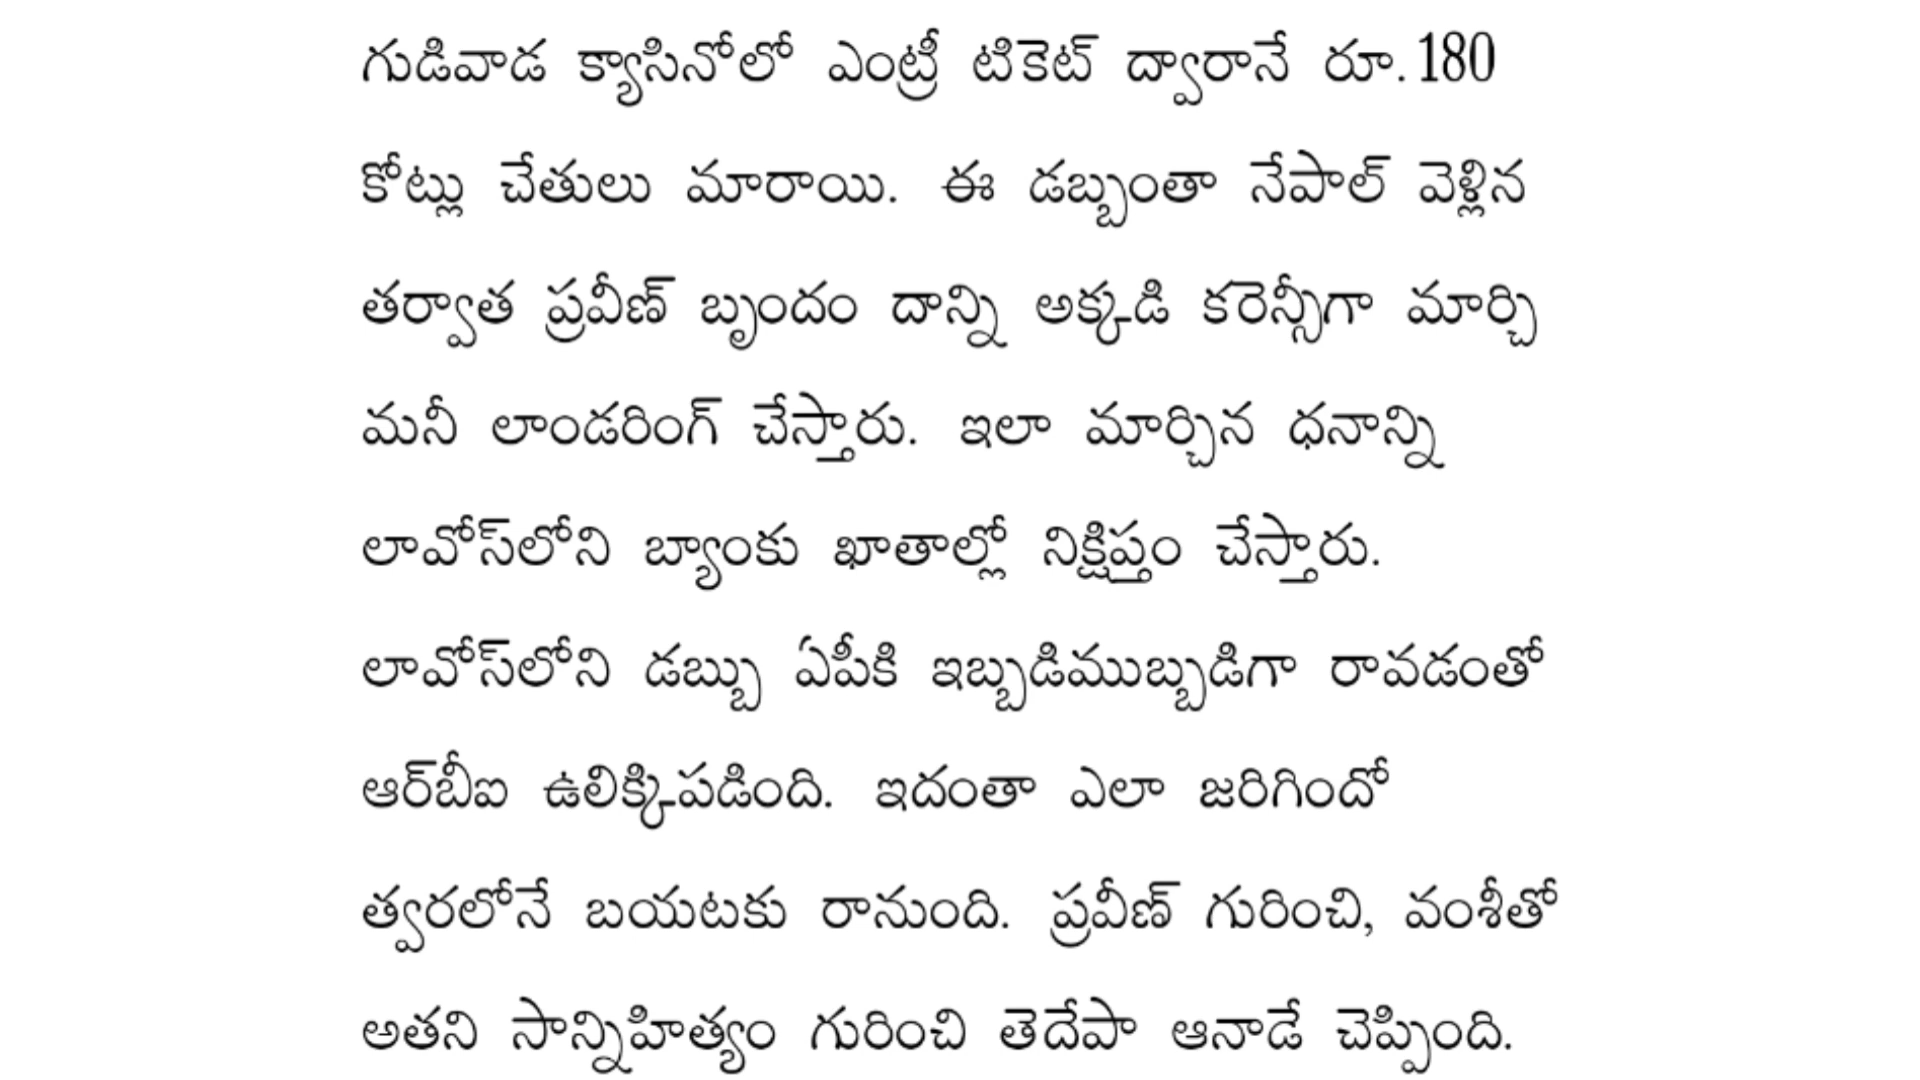 గుడివాడ క్యాసినోలో ఎంట్రీ టికెట్ ద్వారానే రూ.180
కోట్లు చేతులు మారాయి. ఈ డబ్బంతా నేపాల్ వెళ్లిన
తర్వాత ప్రవీణ్ బృందం దాన్ని అక్కడి కరెన్సీగా మార్చి
మనీ లాండరింగ్ చేస్తారు. ఇలా మార్చిన ధనాన్ని
లావోస్‌లోని బ్యాంకు ఖాతాల్లో నిక్షిప్తం చేస్తారు.
లావోస్‌లోని డబ్బు ఏపీకి ఇబ్బడిముబ్బడిగా రావడంతో
ఆర్‌బీఐ ఉలిక్కిపడింది. ఇదంతా ఎలా జరిగిందో
త్వరలోనే బయటకు రానుంది. ప్రవీణ్ గురించి, వంశీతో
అతని సాన్నిహిత్యం గురించి తెదేపా ఆనాడే చెప్పింది.